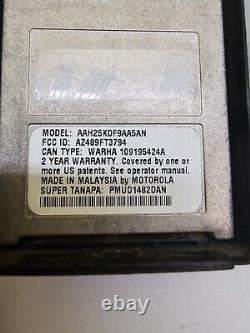 MODEL: AAH25KDF9AA5AN
FCC ID: AZ489FT3794
CAN TYPE: WARHA 109195424A
2 YEAR WARRANTY. Covered by one or
more US patents. See operator manual.
MADE IN MALAYSIA by MOTOROLA
SUPER TANAPA: PMUD1482DAN
ebay